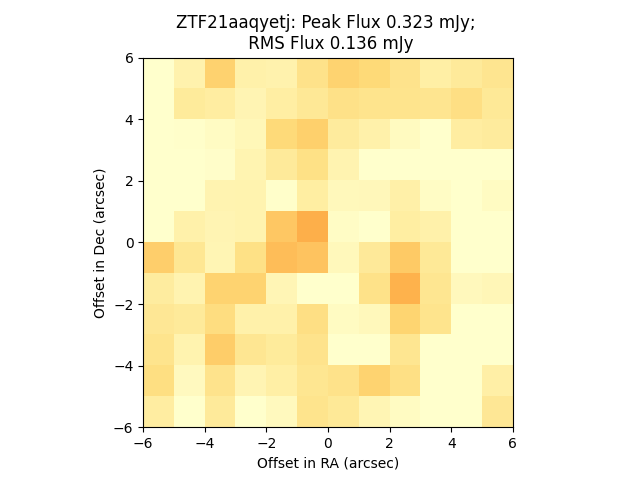 ZTF21aaqyetj: Peak Flux 0.323 mJy;
RMS Flux 0.136 mJy
6
4
2
0
−2
−4
−6
Offset in Dec (arcsec)
−6 −4 −2 0 2 4 6
Offset in RA (arcsec)